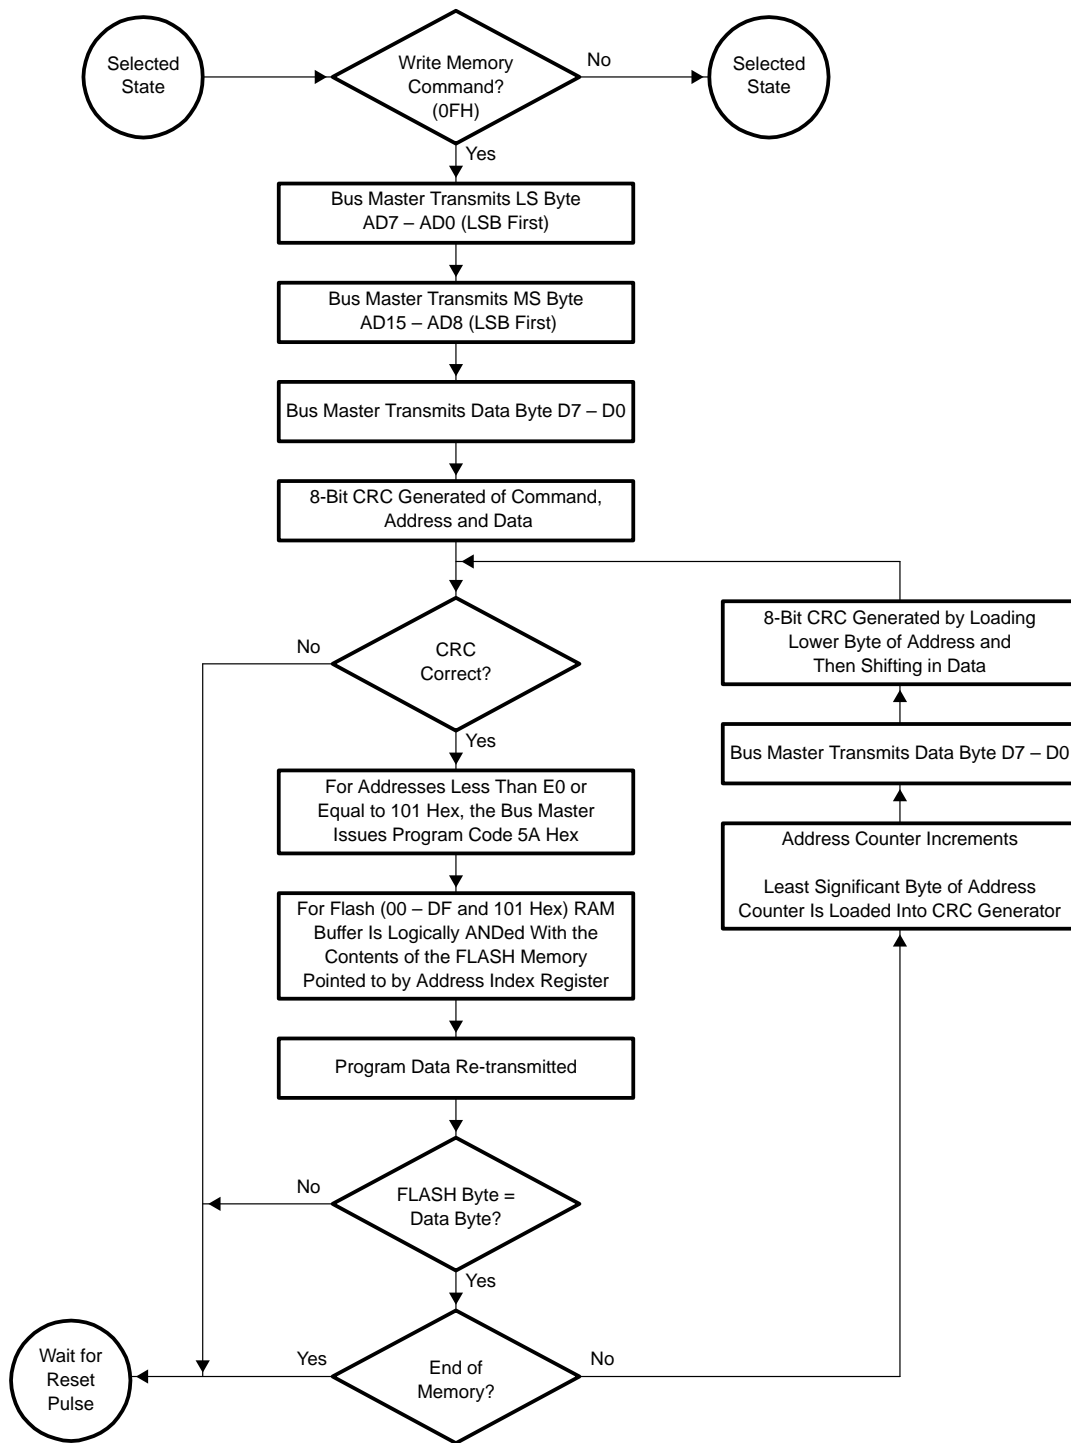 Selected
State
Write Memory
Command?
(0FH)
No
Selected
State
Yes
Bus Master Transmits LS Byte
AD7 – AD0 (LSB First)
Bus Master Transmits MS Byte
AD15 – AD8 (LSB First)
Bus Master Transmits Data Byte D7 – D0
8-Bit CRC Generated of Command,
Address and Data
No
CRC
Correct?
Yes
8-Bit CRC Generated by Loading
Lower Byte of Address and
Then Shifting in Data
Bus Master Transmits Data Byte D7 – D0
Address Counter Increments
Least Significant Byte of Address
Counter Is Loaded Into CRC Generator
For Addresses Less Than E0 or
Equal to 101 Hex, the Bus Master
Issues Program Code 5A Hex
For Flash (00 – DF and 101 Hex) RAM
Buffer Is Logically ANDed With the
Contents of the FLASH Memory
Pointed to by Address Index Register
Program Data Re-transmitted
No
FLASH Byte =
Data Byte?
Yes
Wait for
Reset
Pulse
Yes
End of
Memory?
No